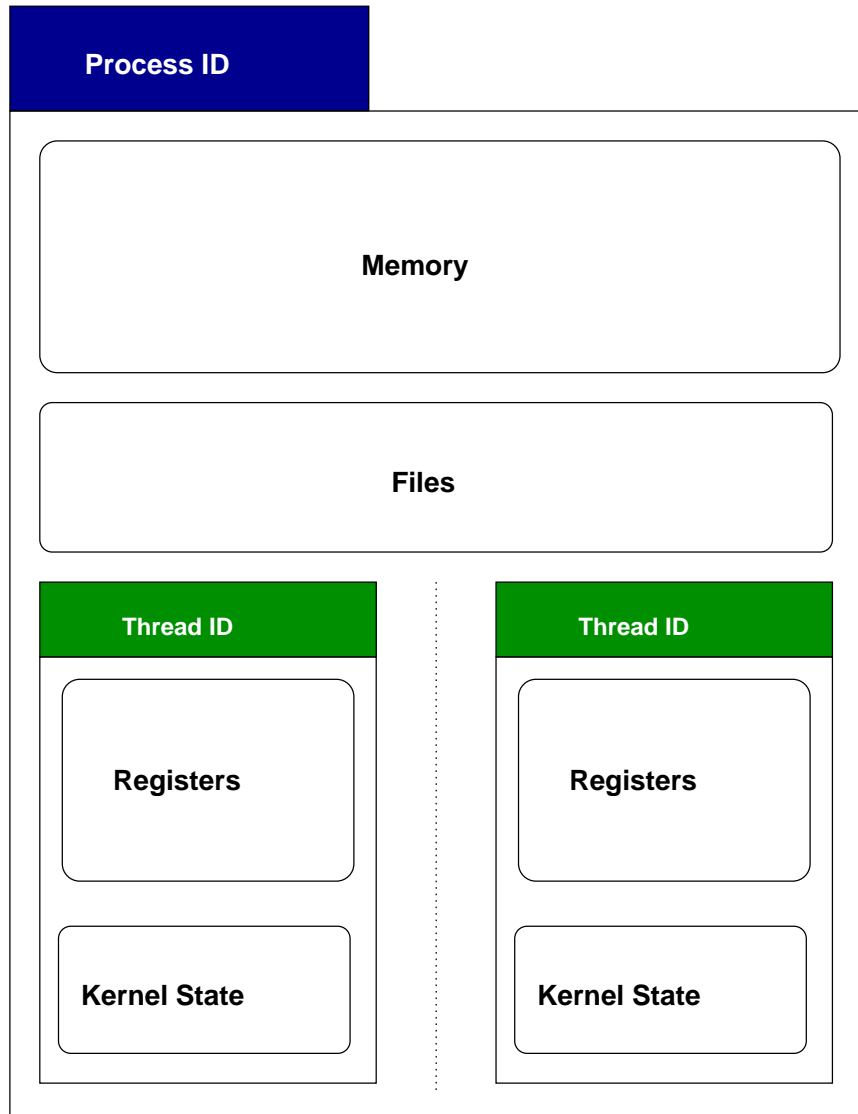 Process ID
Memory
Files
Thread ID
Thread ID
Registers
Registers
Kernel State
Kernel State